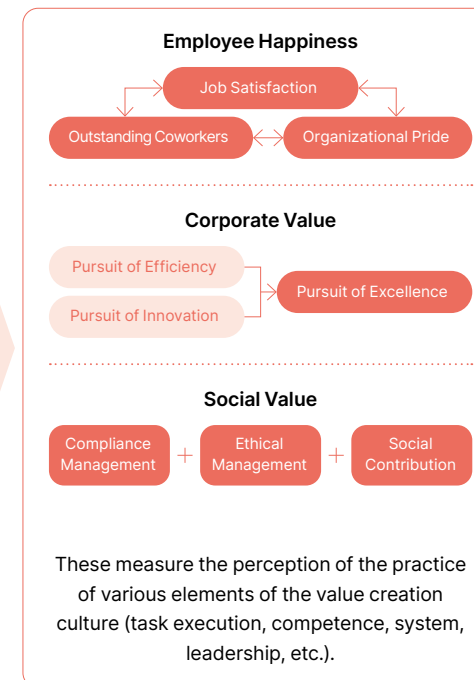 Employee Happiness
Job Satisfaction
Outstanding Coworkers
Organizational Pride
Corporate Value
Pursuit of Efficiency
Pursuit of Excellence
Pursuit of Innovation
Social Value
Compliance
Management
+
Ethical
Management
+
Social
Contribution
These measure the perception of the practice
of various elements of the value creation
culture (task execution, competence, system,
leadership, etc.).